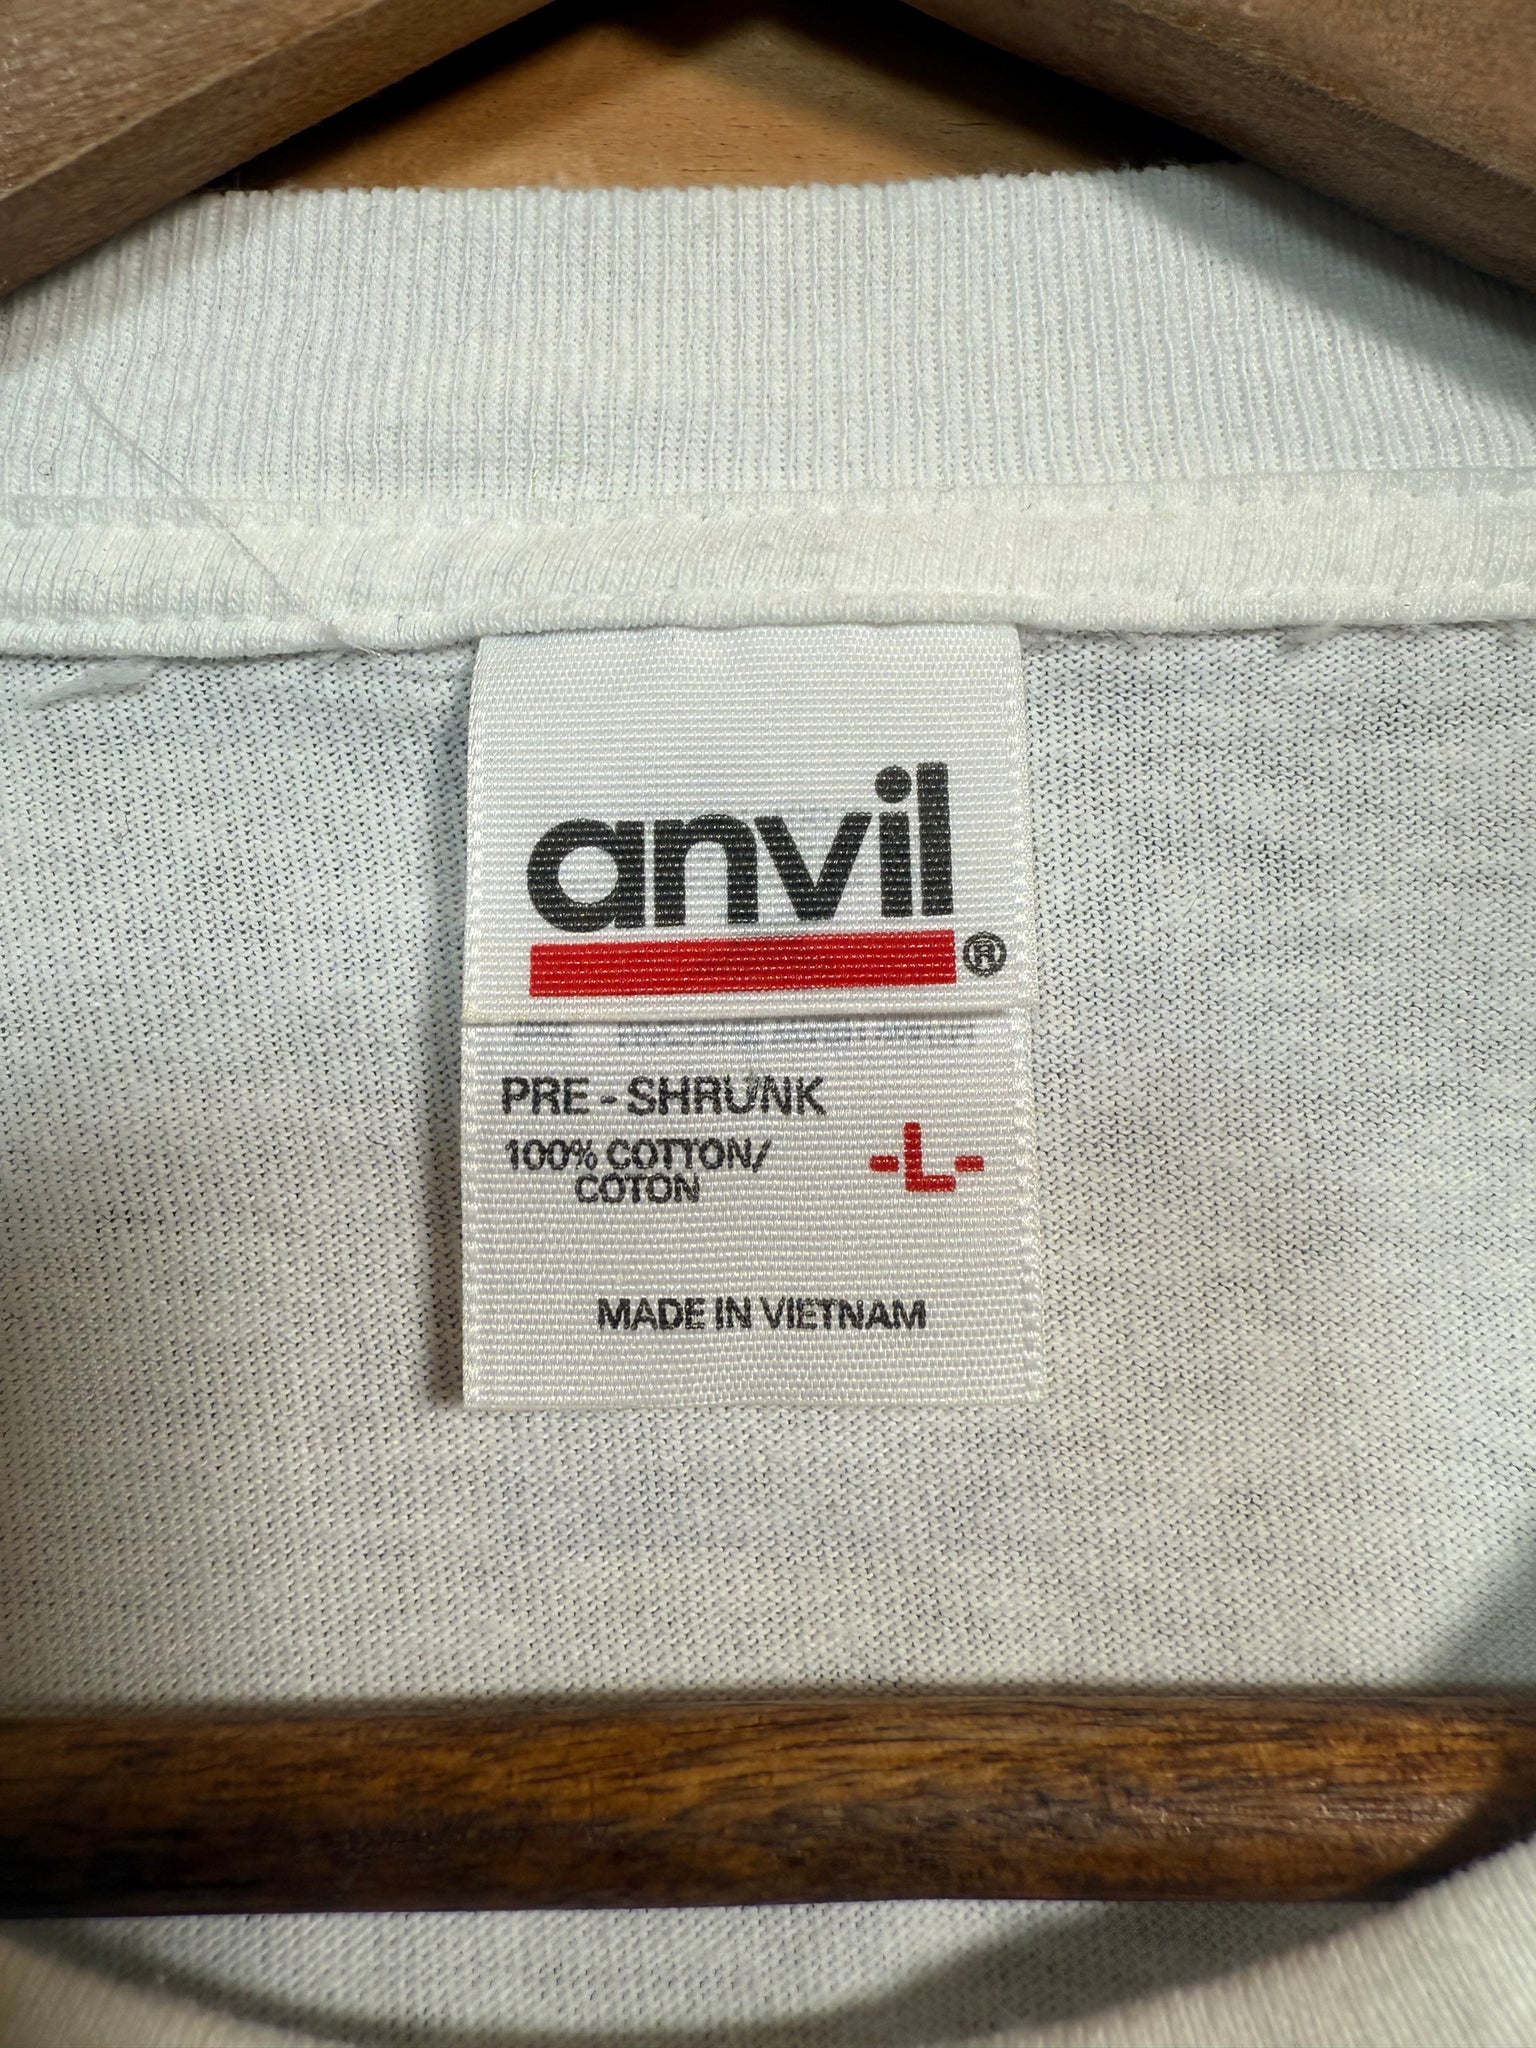 anvil
®
PRE-SHRUNK
100% COTTON/
COTON
-L-
MADE IN VIETNAM